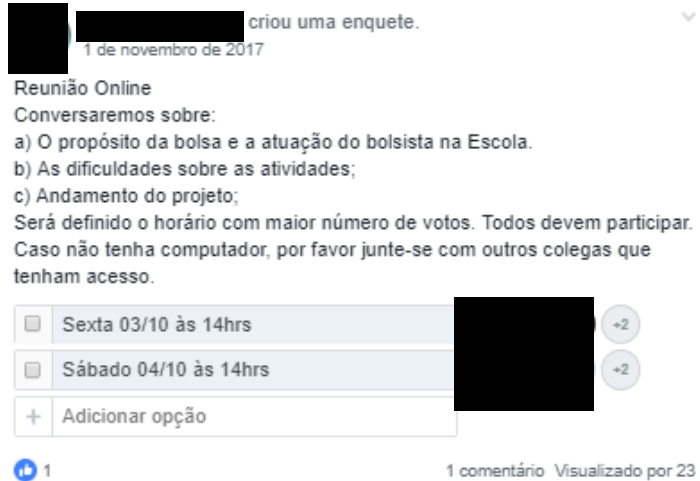 criou uma enquete.
1 de novembro de 2017
Reunião Online
Conversaremos sobre:
a) O propósito da bolsa e a atuação do bolsista na Escola.
b) As dificuldades sobre as atividades;
c) Andamento do projeto;
Será definido o horário com maior número de votos. Todos devem participar.
Caso não tenha computador, por favor junte-se com outros colegas que
tenham acesso.
Sexta 03/10 às 14hrs +2
Sábado 04/10 às 14hrs +2
+ Adicionar opção
1 1 comentário Visualizado por 23